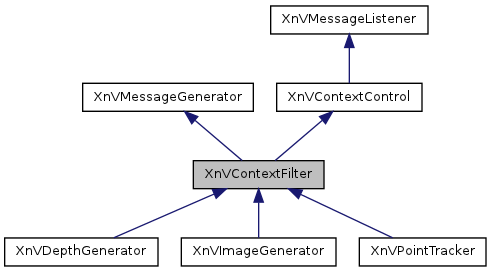 XnVMessageListener
XnVMessageGenerator
XnVContextControl
XnVContextFilter
XnVDepthGenerator
XnVImageGenerator
XnVPointTracker